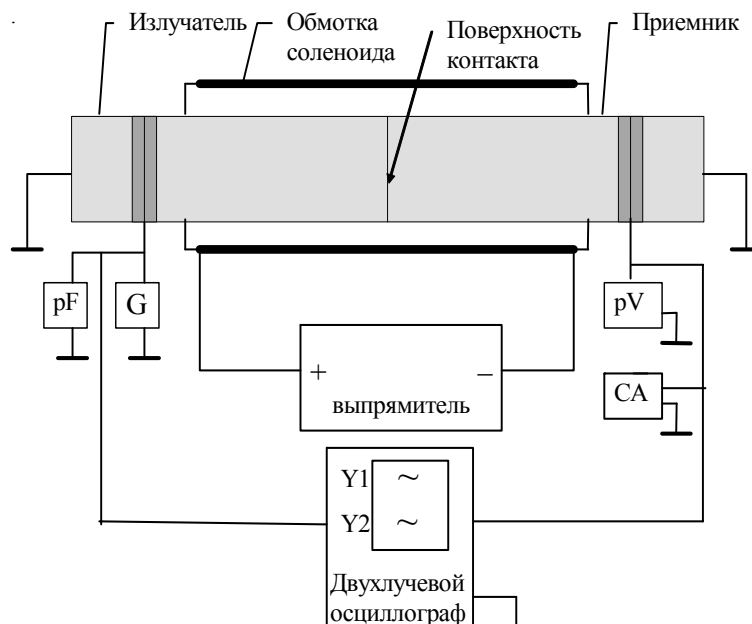 Излучатель
Обмотка
соленоида
Поверхность
контакта
Приемник
pF
G
pV
CA
+
–
выпрямитель
Y1 ~
Y2 ~
Двухлучевой
осциллограф